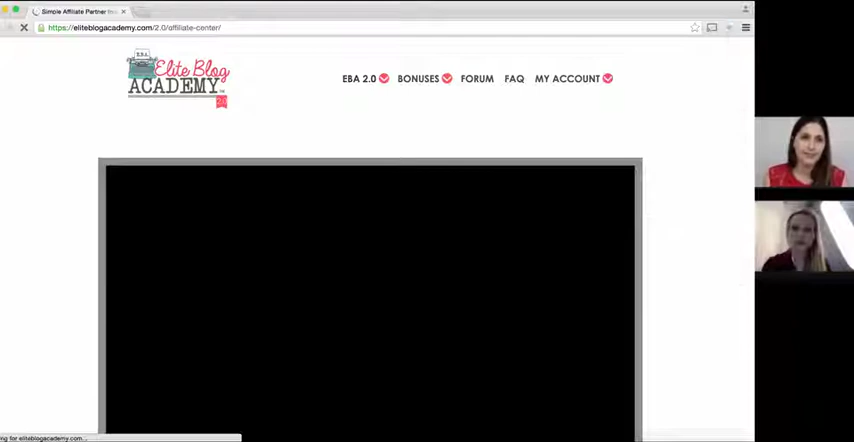 Simple Affiliate Partner
https://eliteblogacademy.com/2.0/affiliate-center/
E.B.A.
Elite Blog
ACADEMY
2.0
EBA 2.0 BONUSES FORUM FAQ MY ACCOUNT
for eliteblogacademy.com...